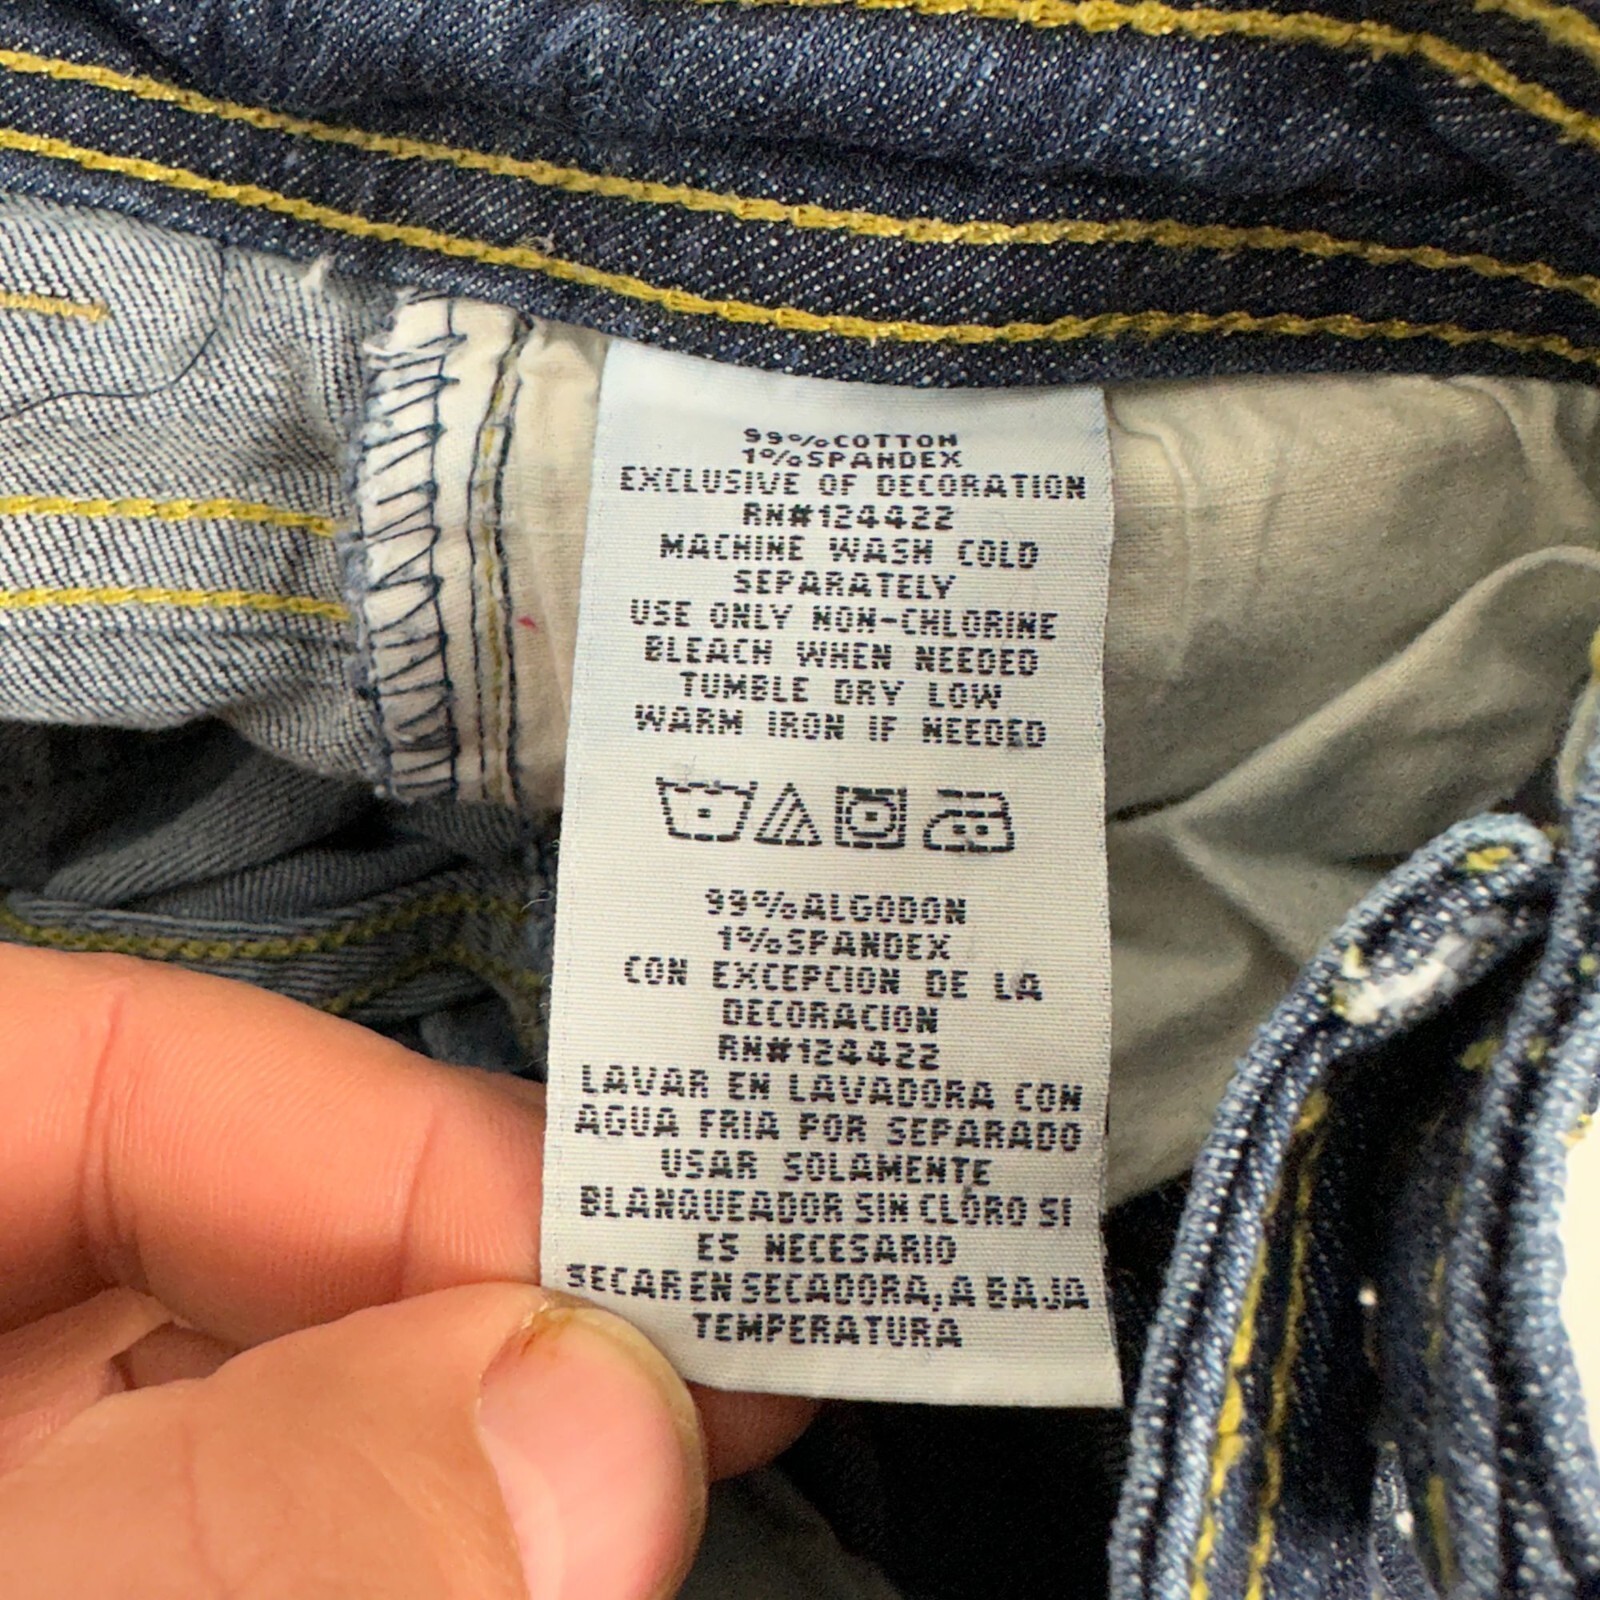 99%COTTON
1%SPANDEX
EXCLUSIVE OF DECORATION
RN#124422
MACHINE WASH COLD
SEPARATELY
USE ONLY NON-CHLORINE
BLEACH WHEN NEEDED
TUMBLE DRY LOW
WARM IRON IF NEEDED
99%ALGODON
1%SPANDEX
CON EXCEPCION DE LA
DECORACION
RN#124422
LAVAR EN LAVADORA CON
AGUA FRIA POR SEPARADO
USAR SOLAMENTE
BLANQUEADOR SIN CLORO SI
ES NECESARIO
SECAR EN SECADORA, A BAJA
TEMPERATURA